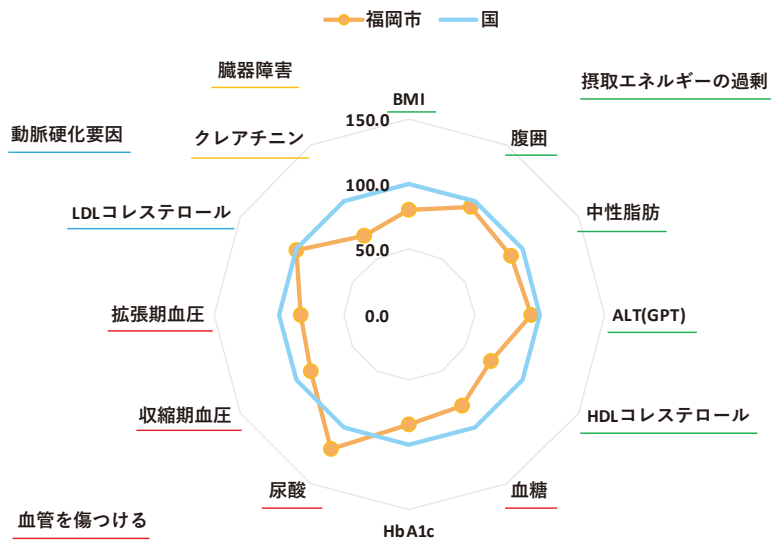 福岡市 国
臓器障害
摂取エネルギーの過剰
BMI
150.0
動脈硬化要因
クレアチニン
腹囲
100.0
LDLコレステロール
中性脂肪
50.0
拡張期血圧
0.0
ALT(GPT)
収縮期血圧
HDLコレステロール
尿酸
血糖
血管を傷つける
HbA1c